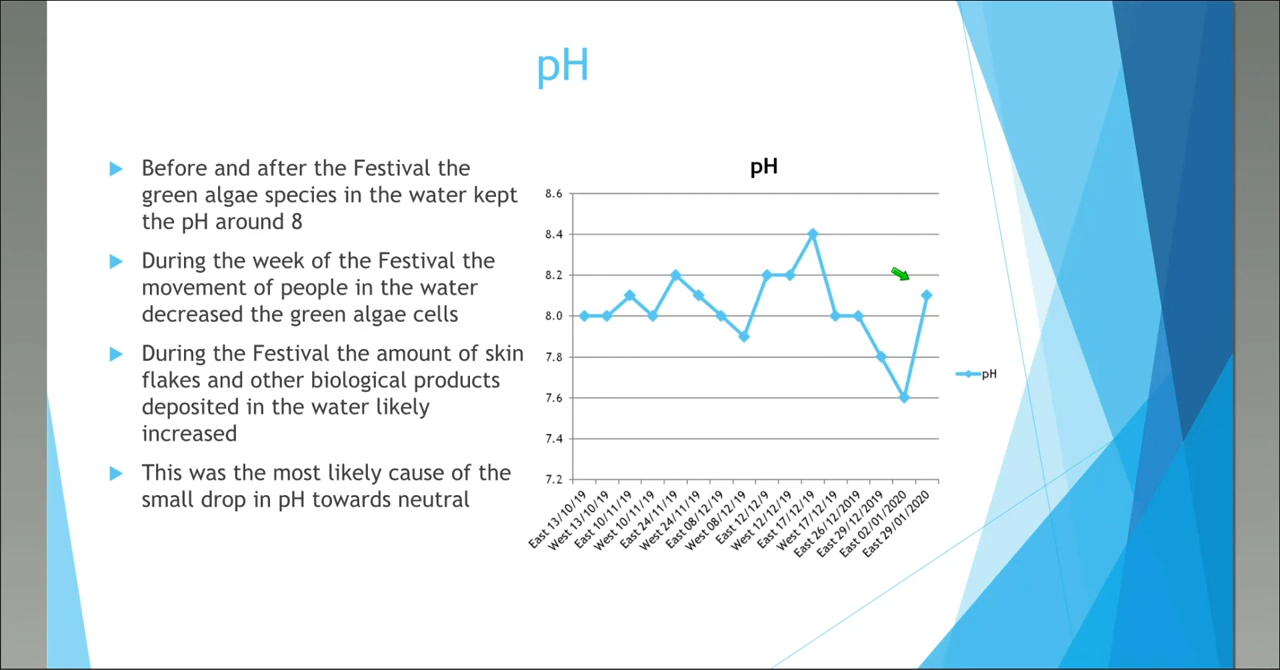 pH
Before and after the Festival the
green algae species in the water kept
the pH around 8
During the week of the Festival the
movement of people in the water
decreased the green algae cells
During the Festival the amount of skin
flakes and other biological products
deposited in the water likely
increased
This was the most likely cause of the
small drop in pH towards neutral
pH
8.6
8.4
8.2
8.0
7.8
7.6
7.4
7.2
East 13/10/19
West 13/10/19
East 10/11/19
West 10/11/19
East 24/11/19
West 24/11/19
East 08/12/19
West 08/12/19
East 12/12/9
West 12/12/19
East 17/12/19
West 17/12/19
East 26/12/2019
East 29/12/2019
East 02/01/2020
East 29/01/2020
pH